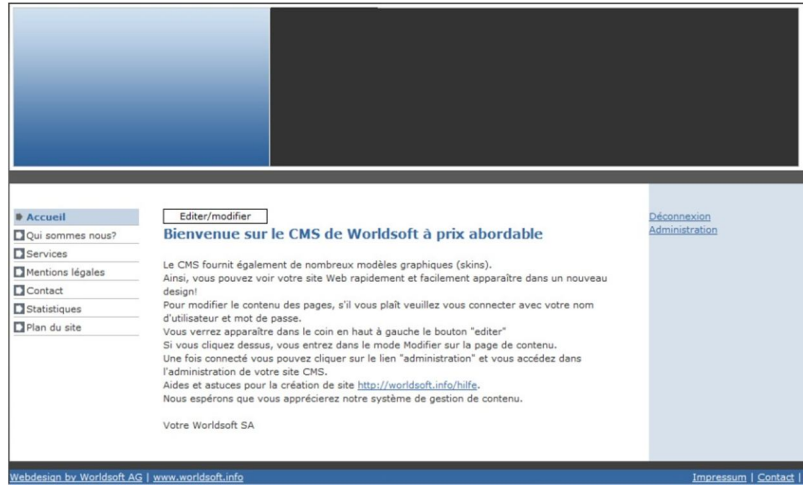 Accueil
Qui sommes nous?
Services
Mentions légales
Contact
Statistiques
Plan du site
Editer/modifier
Bienvenue sur le CMS de Worldsoft à prix abordable
Le CMS fournit également de nombreux modèles graphiques (skins).
Ainsi, vous pouvez voir votre site Web rapidement et facilement apparaître dans un nouveau
design!
Pour modifier le contenu des pages, s'il vous plaît veuillez vous connecter avec votre nom
d'utilisateur et mot de passe.
Vous verrez apparaître dans le coin en haut à gauche le bouton "editer"
Si vous cliquez dessus, vous entrez dans le mode Modifier sur la page de contenu.
Une fois connecté vous pouvez cliquer sur le lien "administration" et vous accédez dans
l'administration de votre site CMS.
Aides et astuces pour la création de site http://worldsoft.info/hilfe.
Nous espérons que vous apprécierez notre système de gestion de contenu.
Votre Worldsoft SA
Déconnexion
Administration
Webdesign by Worldsoft AG | www.worldsoft.info
Impressum | Contact |